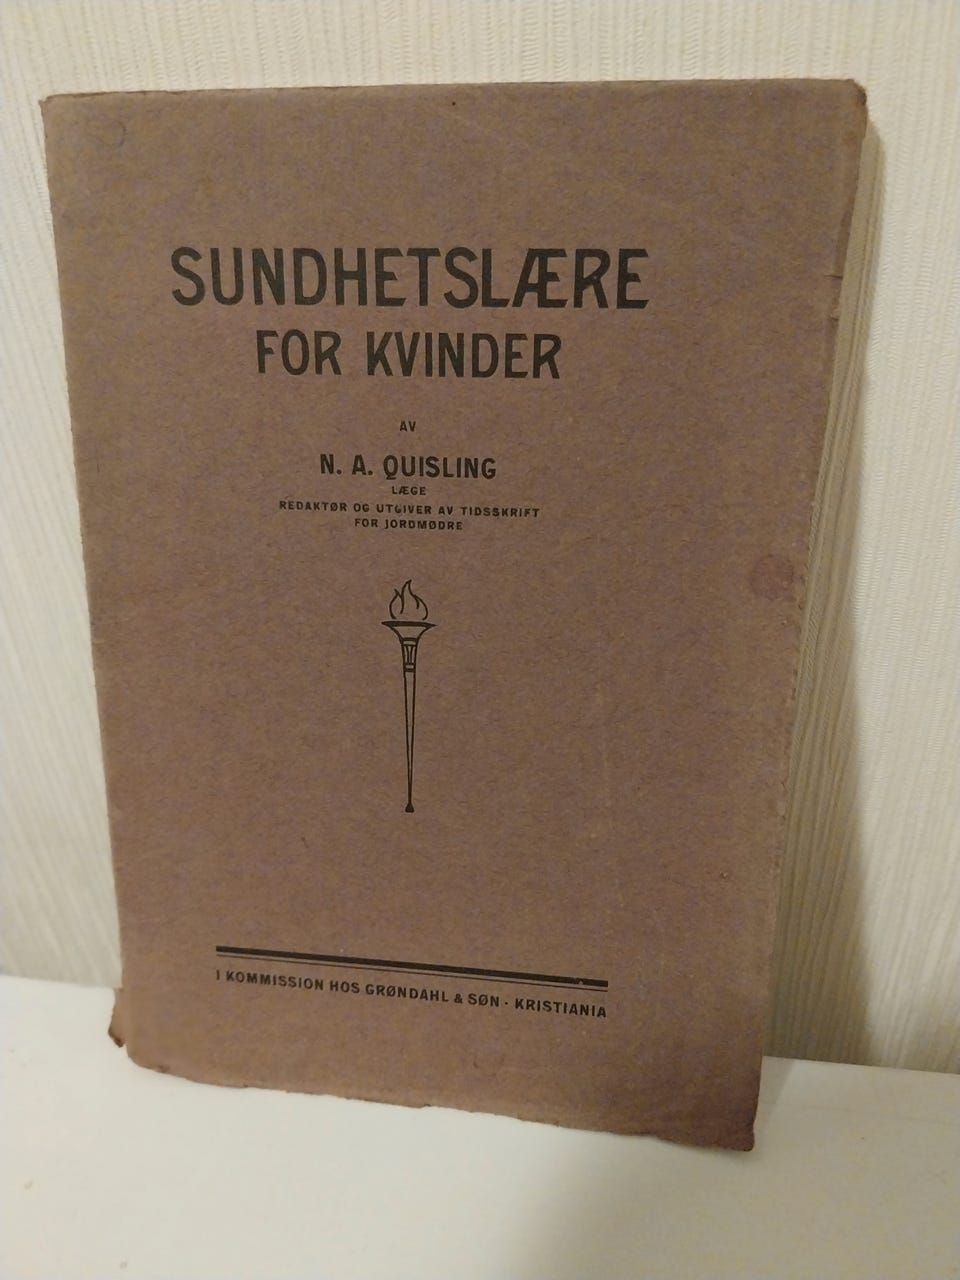 SUNDHETSLÆRE
FOR KVINDER
AV
N. A. QUISLING
LÆGE
REDAKTØR OG UTGIVER AV TIDSSKRIFT
FOR JORDMØDRE
I KOMMISSION HOS GRØNDAHL & SØN · KRISTIANIA